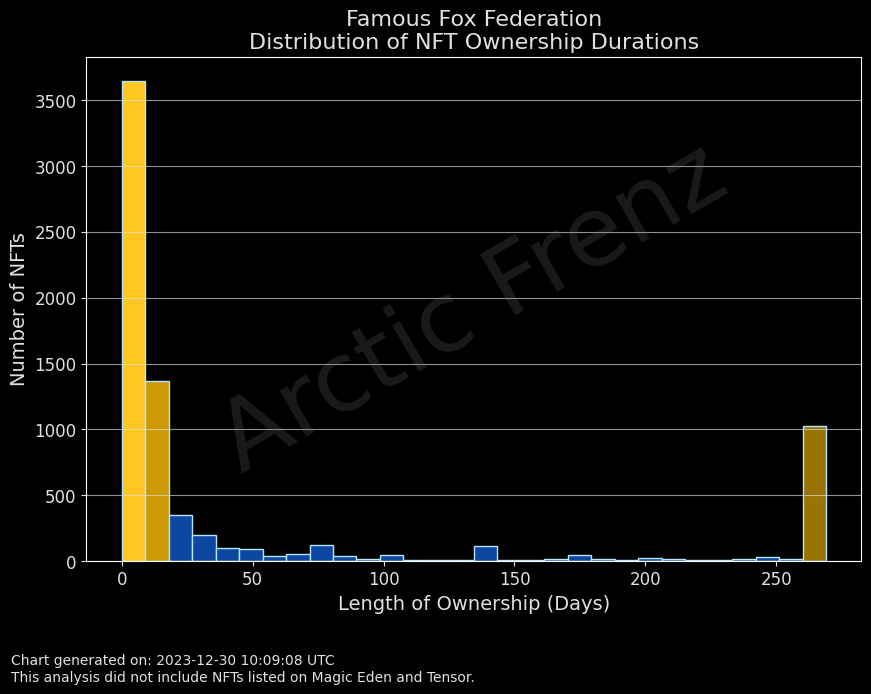 Famous Fox Federation
Distribution of NFT Ownership Durations
3500
3000
2500
2000
1500
1000
500
0
Number of NFTs
Arctic Frenz
0 50 100 150 200 250
Length of Ownership (Days)
Chart generated on: 2023-12-30 10:09:08 UTC
This analysis did not include NFTs listed on Magic Eden and Tensor.